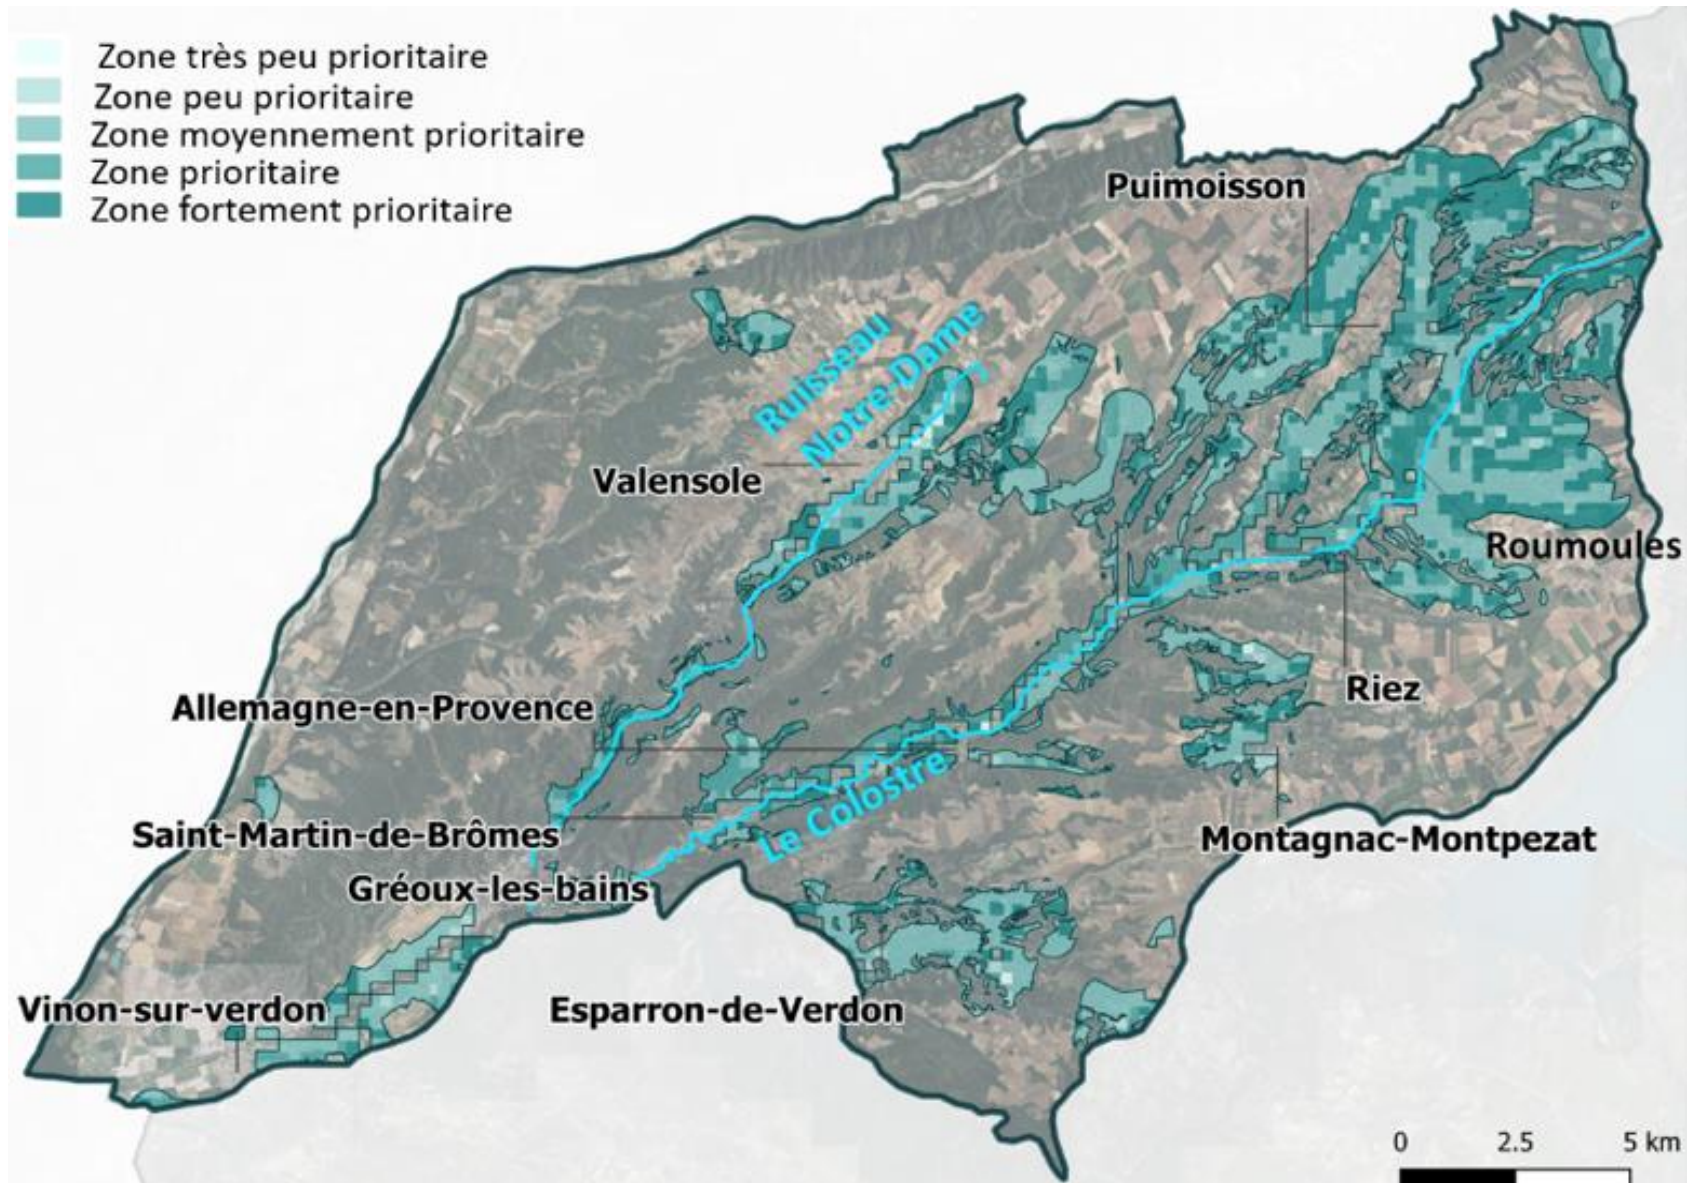 Zone très peu prioritaire
Zone peu prioritaire
Zone moyennement prioritaire
Zone prioritaire
Zone fortement prioritaire
Puimoisson
Ruisseau
Notre-Dame
Valensole
Roumoules
Allemagne-en-Provence
Riez
Le Colostre
Saint-Martin-de-Brômes
Montagnac-Montpezat
Gréoux-les-bains
Vinon-sur-verdon
Esparron-de-Verdon
0 2.5 5 km